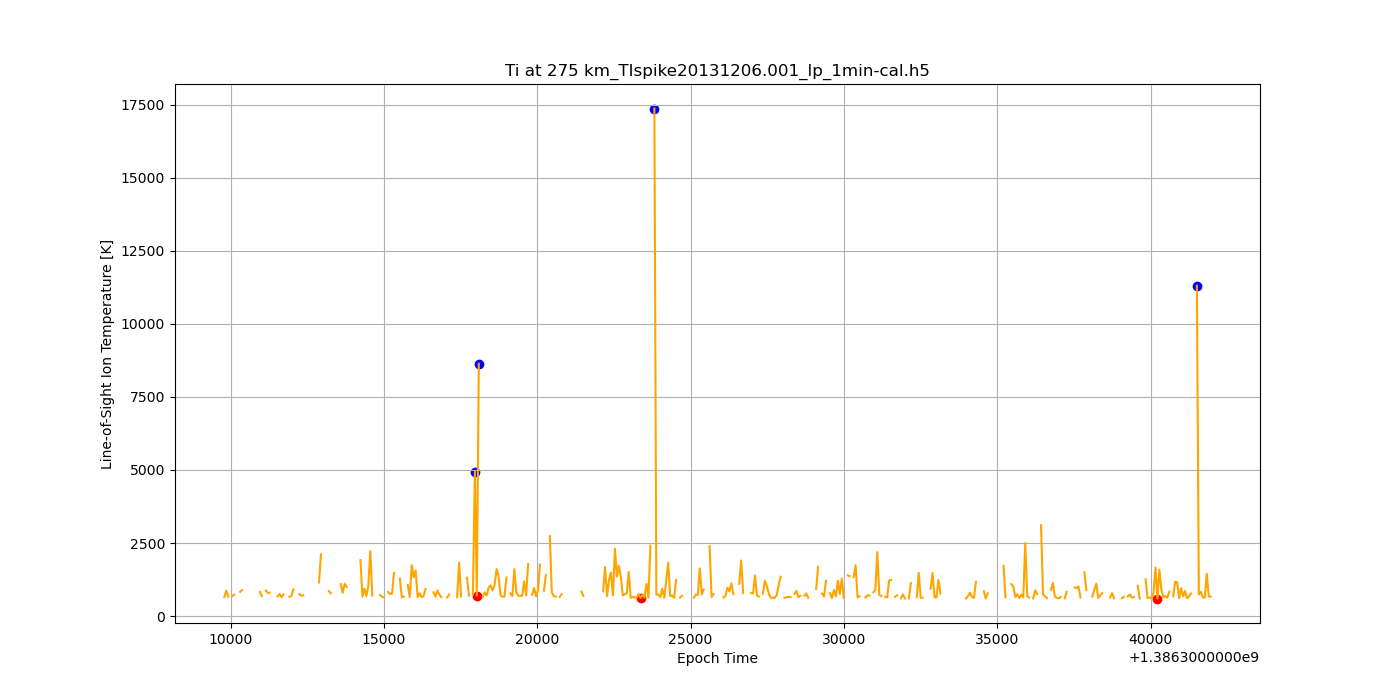 Ti at 275 km_TIspike20131206.001_lp_1min-cal.h5
Line-of-Sight Ion Temperature [K]
17500
15000
12500
10000
7500
5000
2500
0
10000 15000 20000 25000 30000 35000 40000
Epoch Time
+1.3863000000e9